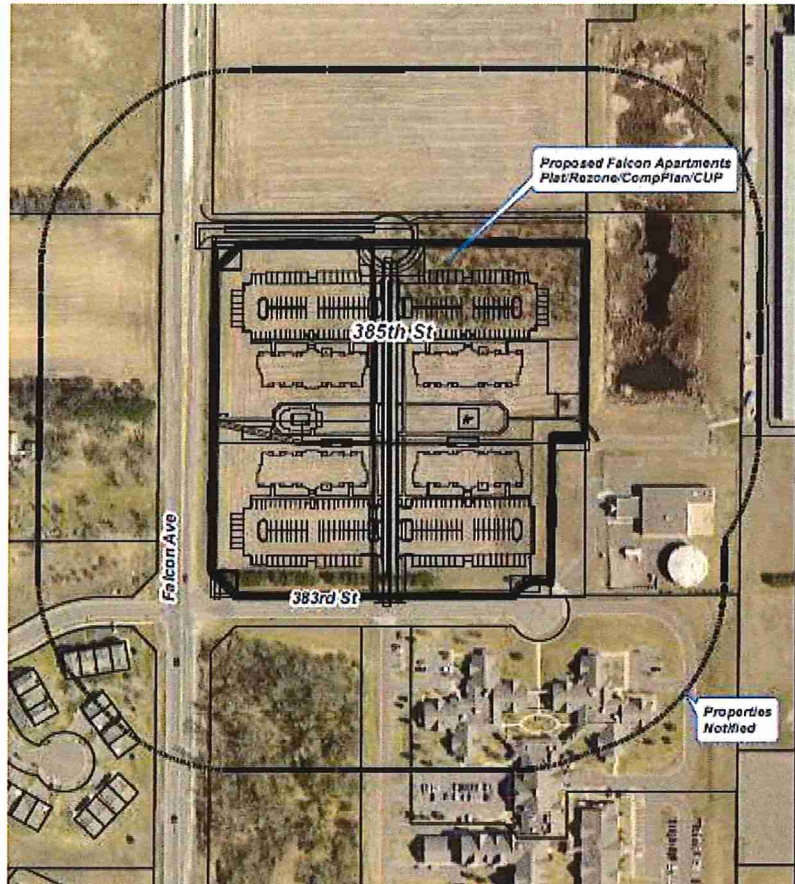 Proposed Falcon Apartments
Plat/Rezone/CompPlan/CUP
385th St
Falcon Ave
383rd St
Properties
Notified